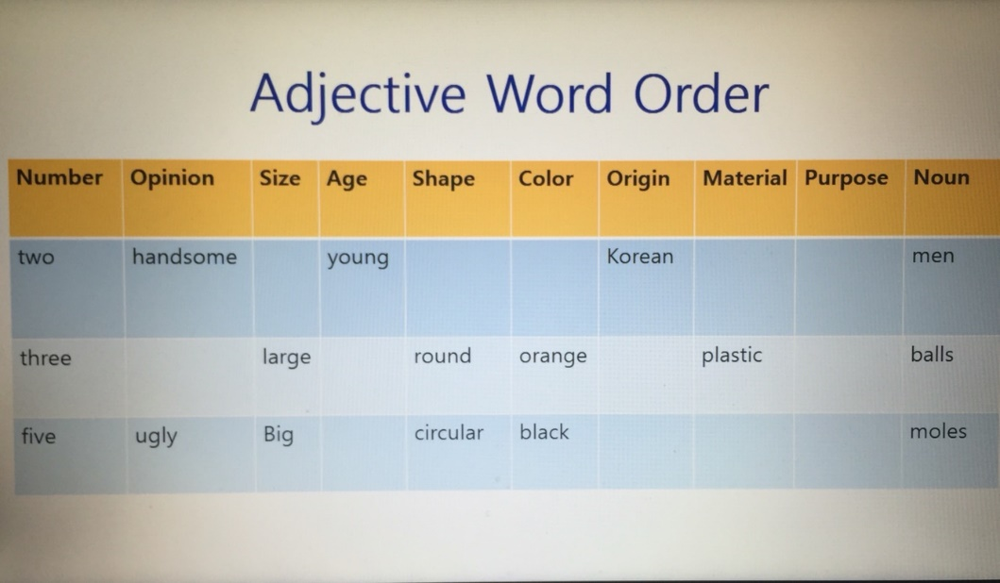 Adjective Word Order
Number Opinion Size Age Shape Color Origin Material Purpose Noun
two handsome young Korean men
three large round orange plastic balls
five ugly Big circular black moles